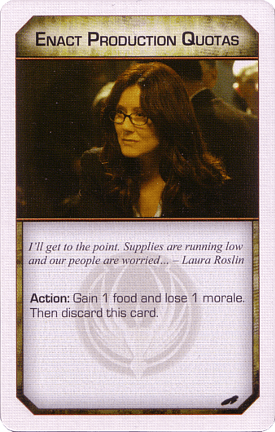 Enact Production Quotas
I'll get to the point. Supplies are running low
and our people are worried... – Laura Roslin
Action: Gain 1 food and lose 1 morale.
Then discard this card.